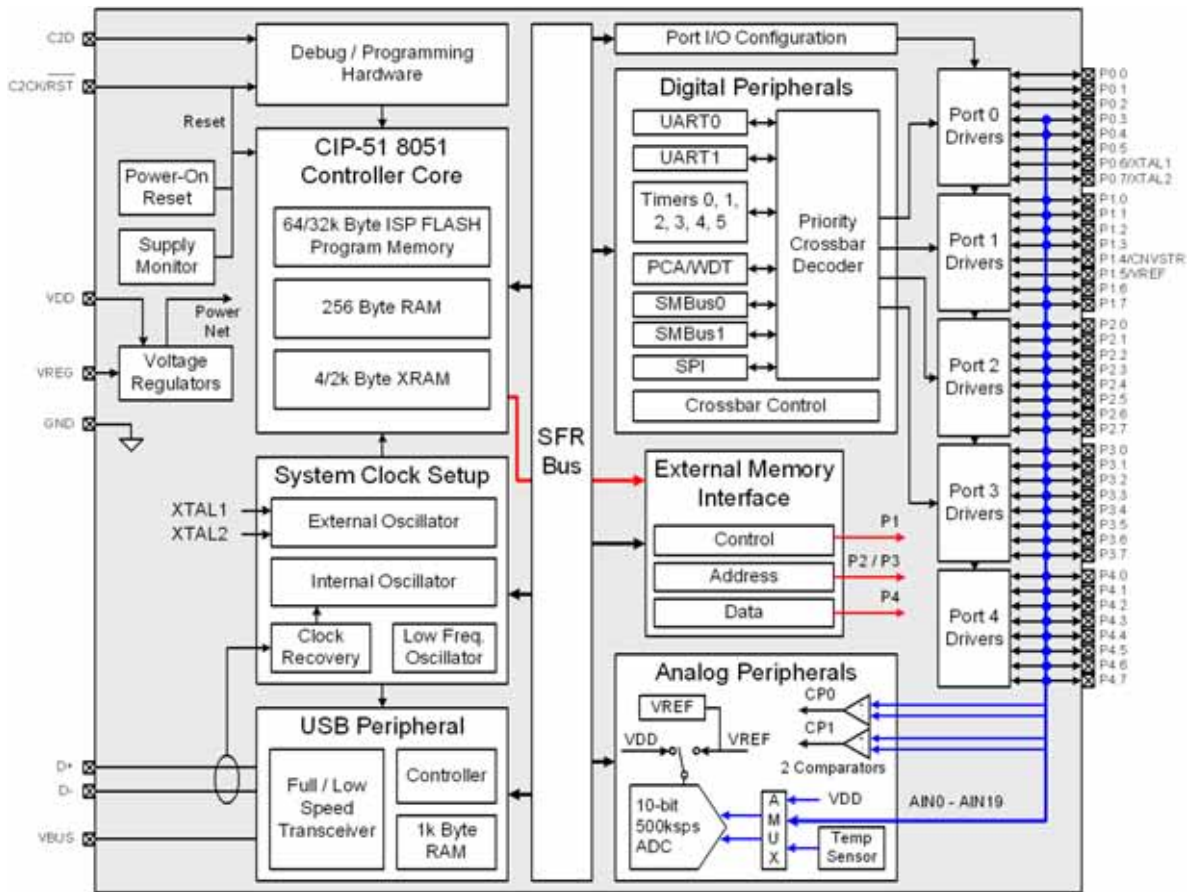 C2D
C2CK/RST
Reset
Power-On
Reset
Supply
Monitor
VDD
Power
Net
VREG
Voltage
Regulators
GND
Debug / Programming
Hardware
CIP-51 8051
Controller Core
64/32k Byte ISP FLASH
Program Memory
256 Byte RAM
4/2k Byte XRAM
System Clock Setup
XTAL1
XTAL2
External Oscillator
Internal Oscillator
Clock
Recovery
Low Freq.
Oscillator
USB Peripheral
D+
D-
VBUS
Full / Low
Speed
Transceiver
Controller
1k Byte
RAM
SFR
Bus
Port I/O Configuration
Digital Peripherals
UART0
UART1
Timers 0, 1,
2, 3, 4, 5
PCA/WDT
SMBus0
SMBus1
SPI
Priority
Crossbar
Decoder
Crossbar Control
External Memory
Interface
Control
Address
Data
P1
P2 / P3
P4
Analog Peripherals
VREF
VDD
VREF
CP0
CP1
-
-
2 Comparators
10-bit
500ksps
ADC
A
M
U
X
VDD
Temp
Sensor
AIN0 - AIN19
Port 0
Drivers
Port 1
Drivers
Port 2
Drivers
Port 3
Drivers
Port 4
Drivers
P0.0
P0.1
P0.2
P0.3
P0.4
P0.5
P0.6/XTAL1
P0.7/XTAL2
P1.0
P1.1
P1.2
P1.3
P1.4/CNVSTR
P1.5/VREF
P1.6
P1.7
P2.0
P2.1
P2.2
P2.3
P2.4
P2.5
P2.6
P2.7
P3.0
P3.1
P3.2
P3.3
P3.4
P3.5
P3.6
P3.7
P4.0
P4.1
P4.2
P4.3
P4.4
P4.5
P4.6
P4.7